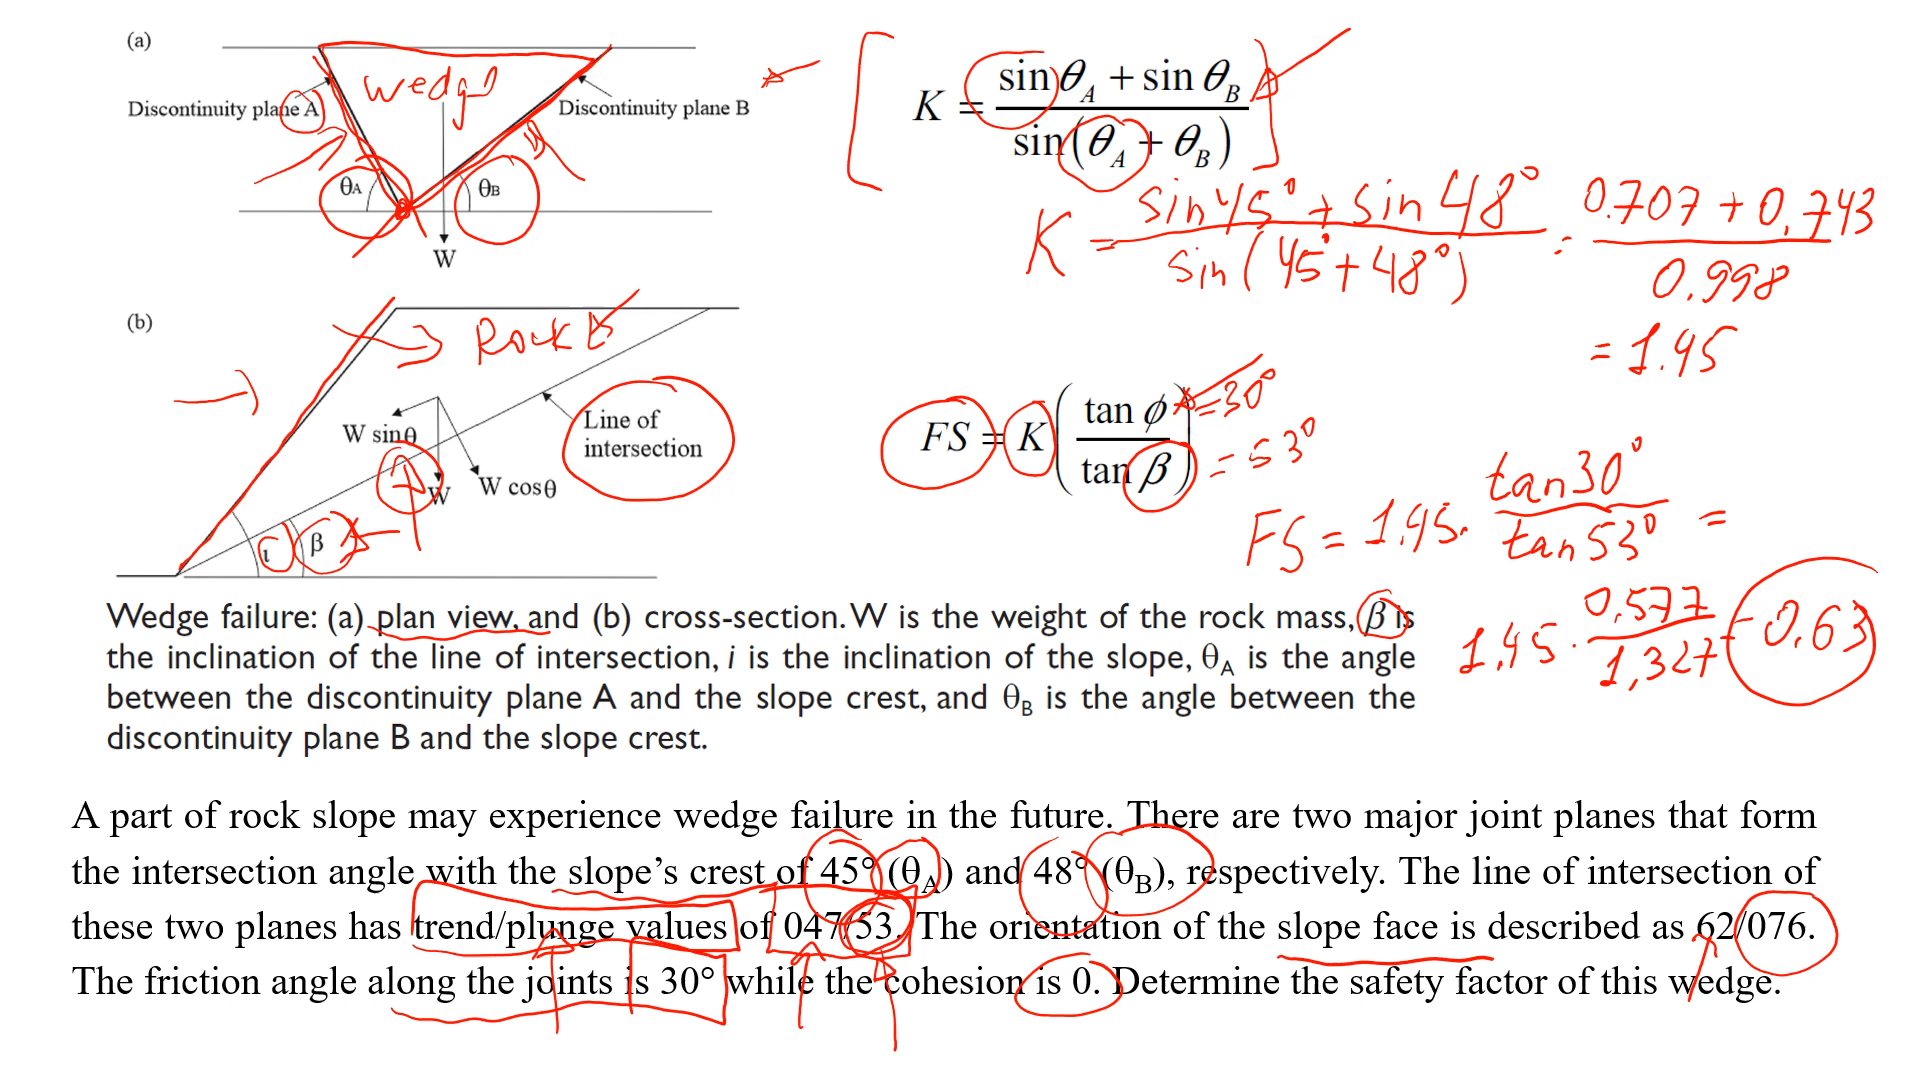 (a)
wedge
Discontinuity plane A
Discontinuity plane B
θA
θB
W
K = (sin θA + sin θB) / sin(θA + θB)
K = (sin 45° + sin 48°) / sin(45° + 48°) = (0.707 + 0.743) / 0.998
= 1.45
(b)
Rock
Line of
intersection
W sinθ
W
W cosθ
ι
β
FS = K (tan ϕ / tan β)
= 30°
= 53°
FS = 1.45 · tan 30° / tan 53° =
1.45 · 0,577 / 1,327 = 0.63
Wedge failure: (a) plan view, and (b) cross-section. W is the weight of the rock mass, β is
the inclination of the line of intersection, i is the inclination of the slope, θA is the angle
between the discontinuity plane A and the slope crest, and θB is the angle between the
discontinuity plane B and the slope crest.
A part of rock slope may experience wedge failure in the future. There are two major joint planes that form
the intersection angle with the slope's crest of 45° (θA) and 48° (θB), respectively. The line of intersection of
these two planes has trend/plunge values of 047/53. The orientation of the slope face is described as 62/076.
The friction angle along the joints is 30° while the cohesion is 0. Determine the safety factor of this wedge.